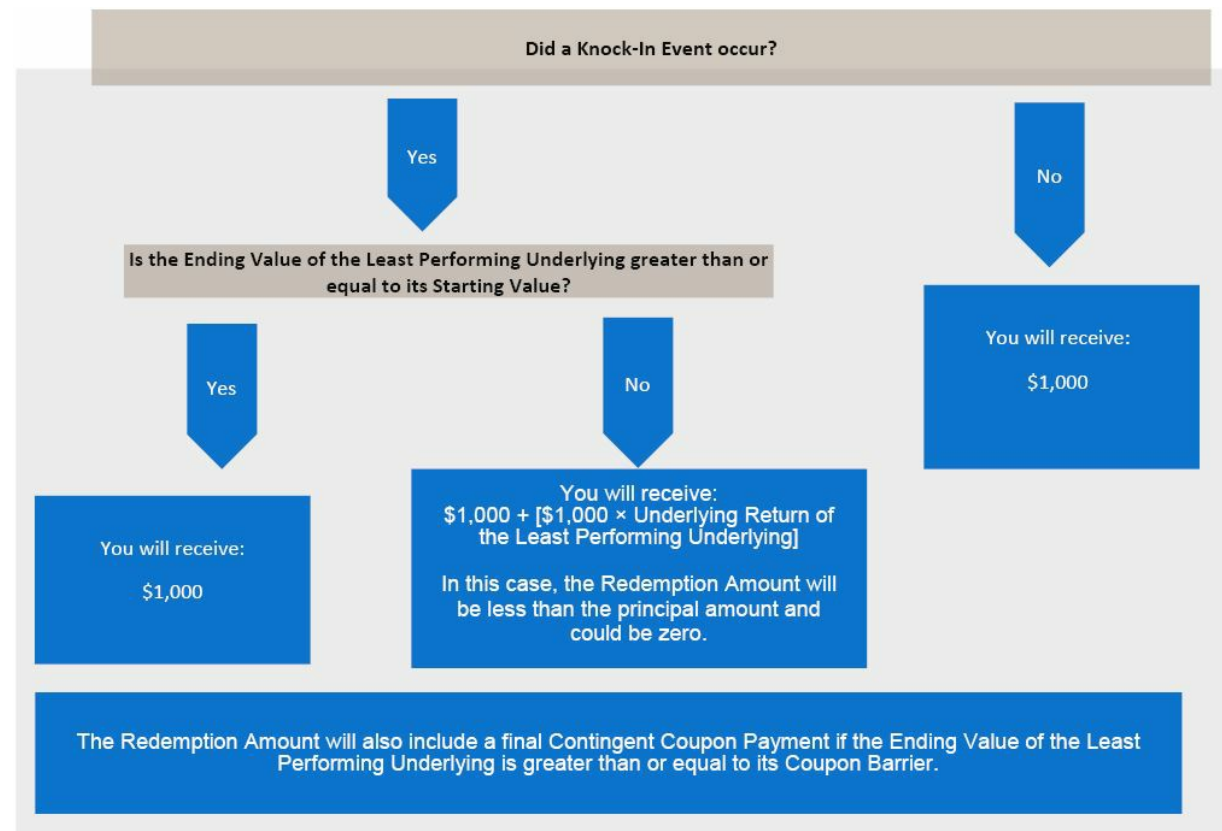 Did a Knock-In Event occur?
Yes
No
Is the Ending Value of the Least Performing Underlying greater than or
equal to its Starting Value?
Yes
No
You will receive:
$1,000
You will receive:
$1,000
You will receive:
$1,000 + [$1,000 × Underlying Return of
the Least Performing Underlying]
In this case, the Redemption Amount will
be less than the principal amount and
could be zero.
The Redemption Amount will also include a final Contingent Coupon Payment if the Ending Value of the Least
Performing Underlying is greater than or equal to its Coupon Barrier.